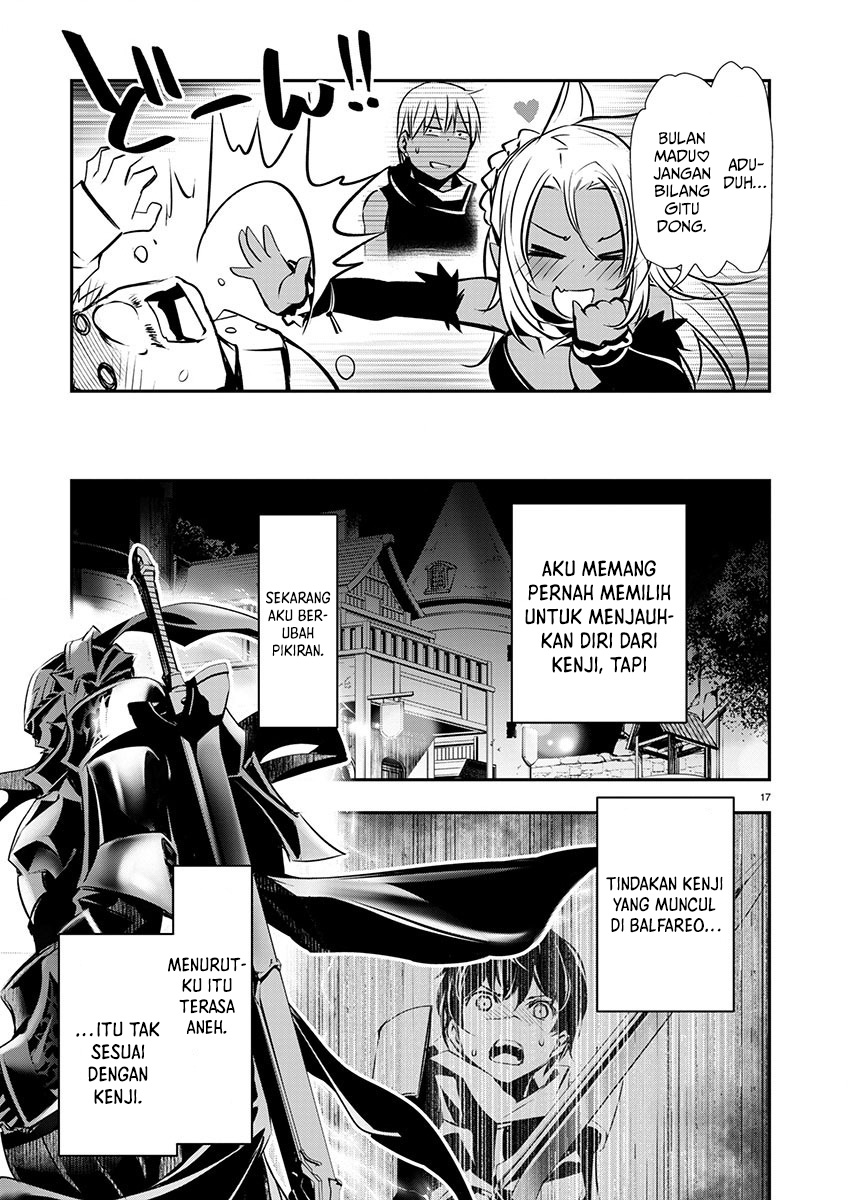 どーん!!
ADU-
DUH...
BULAN
MADU♡
JANGAN
BILANG
GITU
DONG.
AKU MEMANG
PERNAH MEMILIH
UNTUK MENJAUH-
KAN DIRI DARI
KENJI, TAPI
SEKARANG
AKU BER-
UBAH
PIKIRAN.
17
TINDAKAN KENJI
YANG MUNCUL
DI BALFAREO...
MENURUT-
KU ITU
TERASA
ANEH.
...ITU TAK
SESUAI
DENGAN
KENJI.